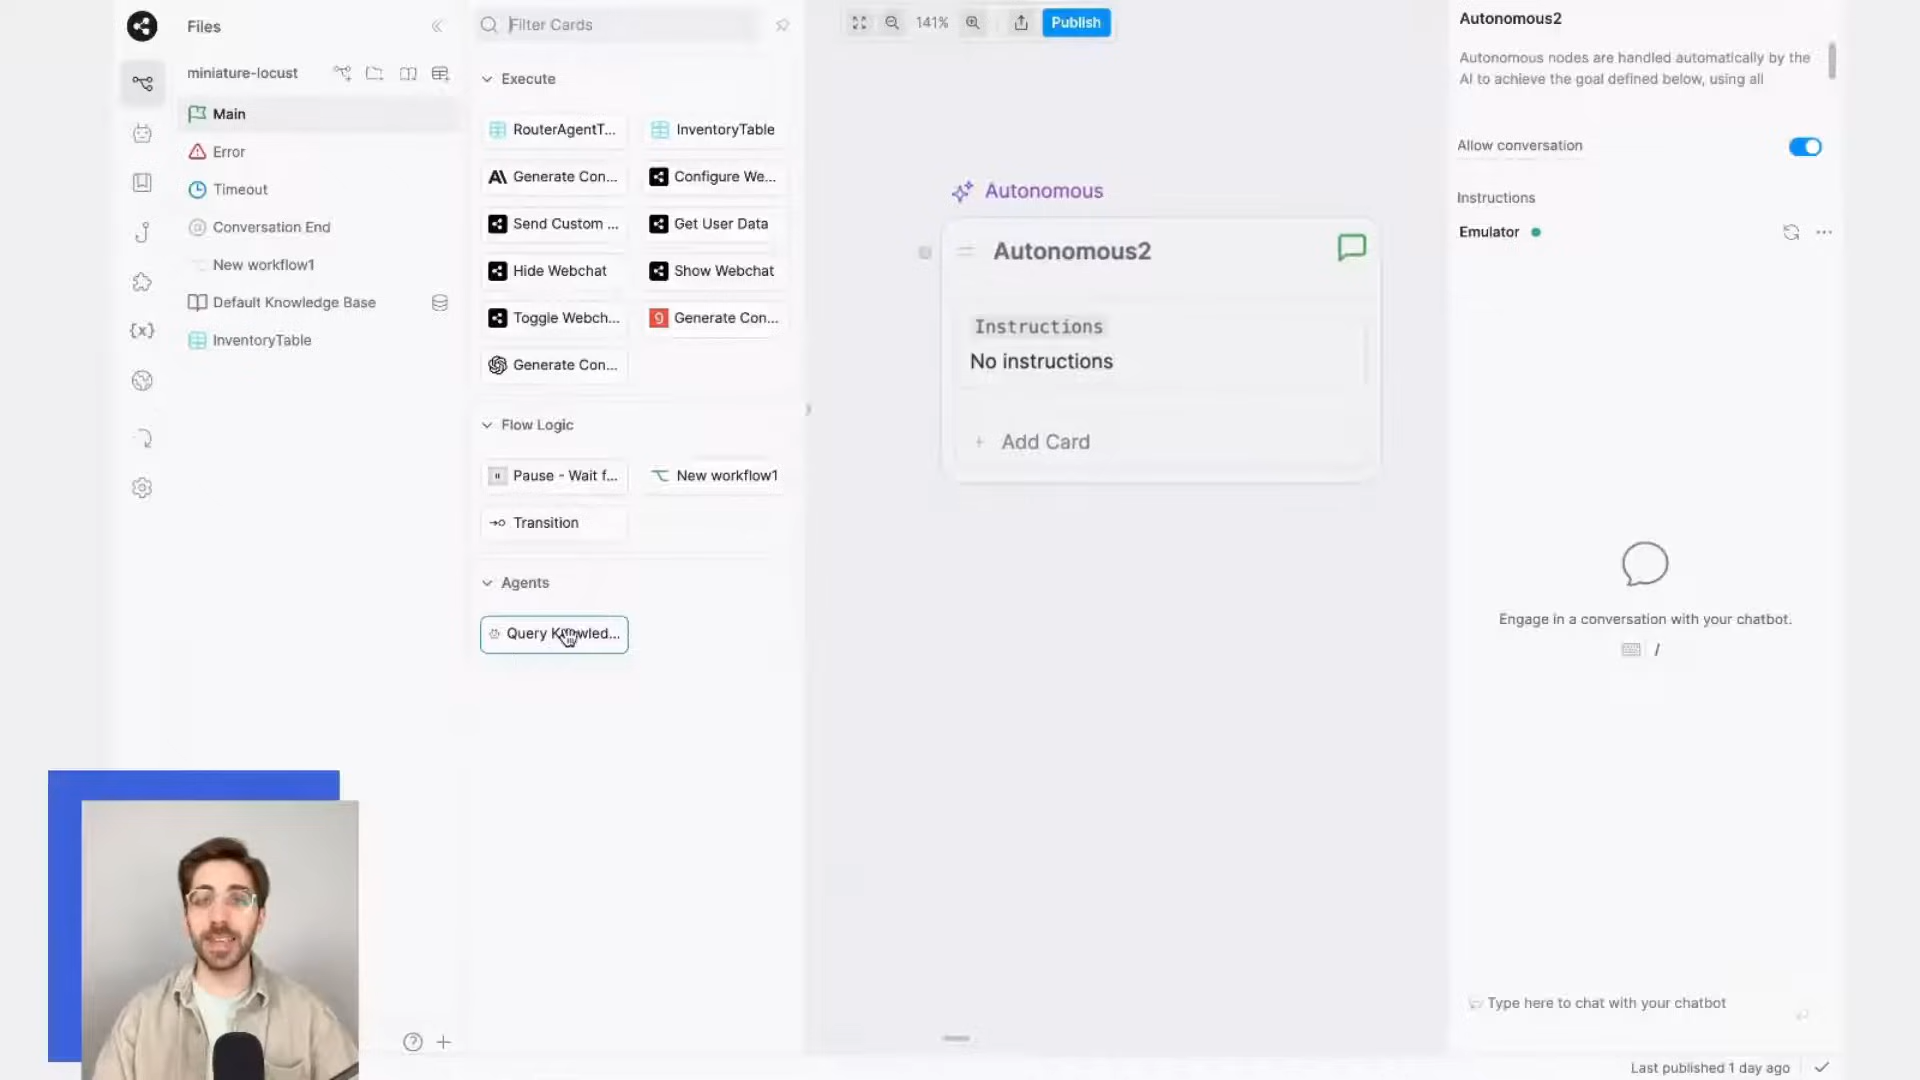 Files
miniature-locust
Main
Error
Timeout
Conversation End
New workflow1
Default Knowledge Base
InventoryTable
{x}
Filter Cards
Execute
RouterAgentT...
InventoryTable
Generate Con...
Configure We...
Send Custom ...
Get User Data
Hide Webchat
Show Webchat
Toggle Webch...
Generate Con...
Generate Con...
Flow Logic
Pause - Wait f...
New workflow1
Transition
Agents
Query Knowled...
141%
Publish
Autonomous
Autonomous2
Instructions
No instructions
+ Add Card
Autonomous2
Autonomous nodes are handled automatically by the
AI to achieve the goal defined below, using all
Allow conversation
Instructions
Emulator
Engage in a conversation with your chatbot.
/
Type here to chat with your chatbot
Last published 1 day ago